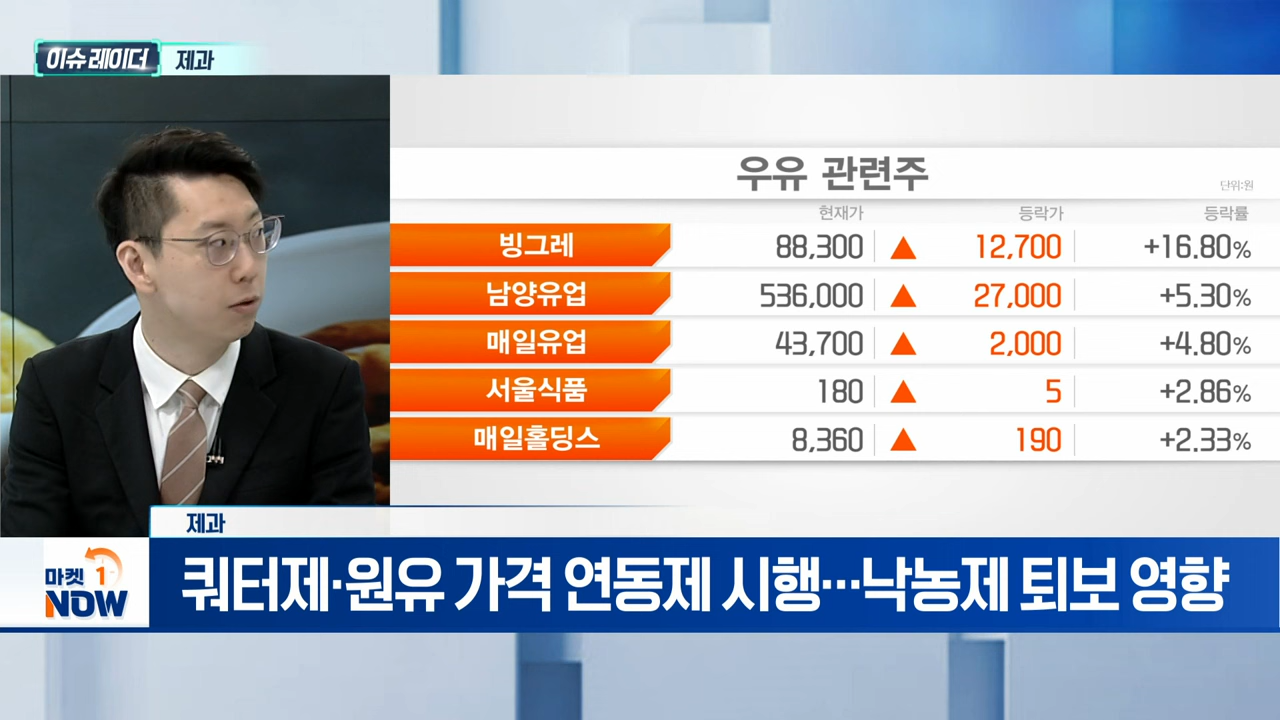 이슈레이더 제과
우유 관련주
단위:원
현재가 등락가 등락률
빙그레 88,300 ▲ 12,700 +16.80%
남양유업 536,000 ▲ 27,000 +5.30%
매일유업 43,700 ▲ 2,000 +4.80%
서울식품 180 ▲ 5 +2.86%
매일홀딩스 8,360 ▲ 190 +2.33%
제과
마켓 1
NOW
쿼터제·원유 가격 연동제 시행…낙농제 퇴보 영향